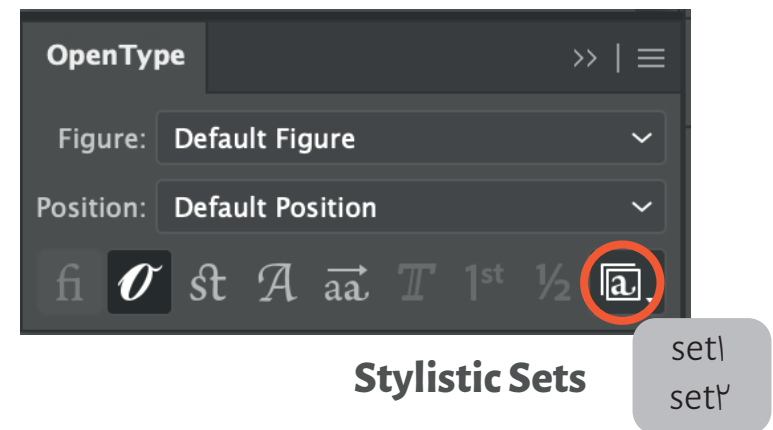 OpenType
Figure: Default Figure
Position: Default Position
fi O st A aa T 1st ½ a
Stylistic Sets
set۱
set۲